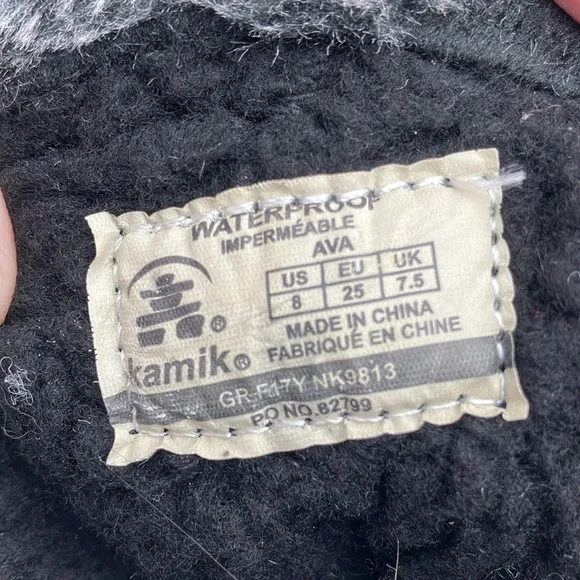 WATERPROOF
IMPERMÉABLE
AVA
US EU UK
8 25 7.5
MADE IN CHINA
FABRIQUÉ EN CHINE
®
kamik®
GR-F17Y NK9813
PO NO.82799